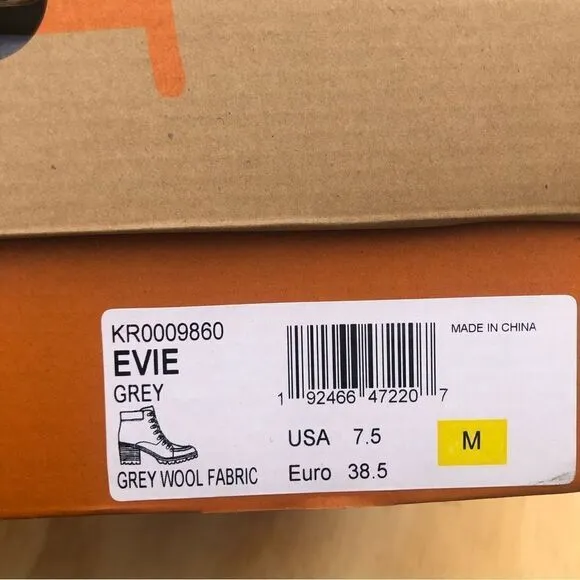 KR0009860
EVIE
GREY
GREY WOOL FABRIC
1 92466 47220 7
MADE IN CHINA
USA 7.5
Euro 38.5
M